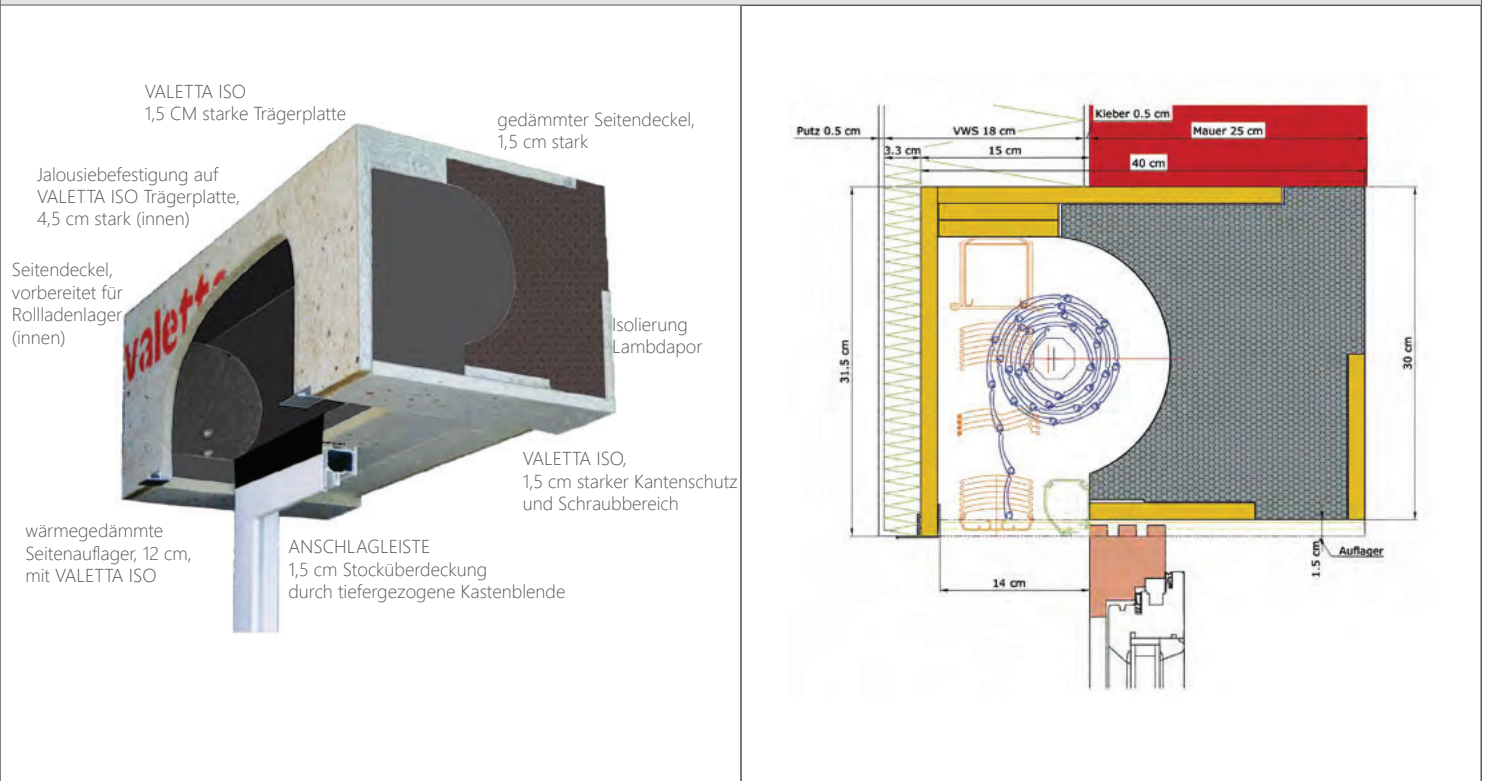 VALETTA ISO
1,5 CM starke Trägerplatte
gedämmter Seitendeckel,
1,5 cm stark
Jalousiebefestigung auf
VALETTA ISO Trägerplatte,
4,5 cm stark (innen)
Seitendeckel,
vorbereitet für
Rollladenlager
(innen)
valetta
Isolierung
Lambdapor
VALETTA ISO,
1,5 cm starker Kantenschutz
und Schraubbereich
wärmegedämmte
Seitenauflager, 12 cm,
mit VALETTA ISO
ANSCHLAGLEISTE
1,5 cm Stocküberdeckung
durch tiefergezogene Kastenblende
Kleber 0.5 cm
Putz 0.5 cm
VWS 18 cm
Mauer 25 cm
3.3 cm
15 cm
40 cm
31.5 cm
30 cm
14 cm
1.5 cm
Auflager